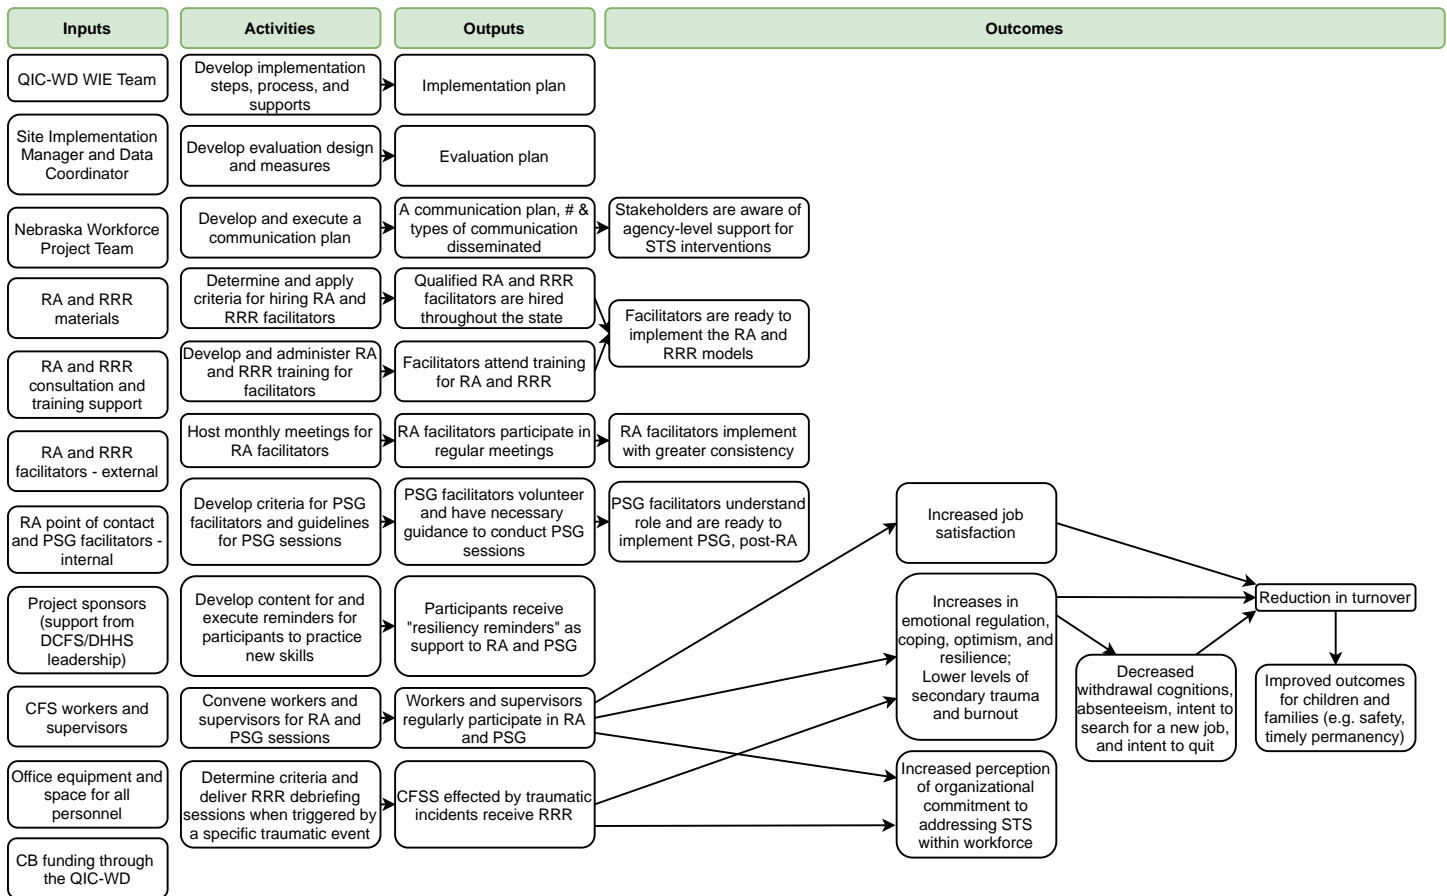 Inputs
Activities
Outputs
Outcomes
QIC-WD WIE Team
Site Implementation
Manager and Data
Coordinator
Nebraska Workforce
Project Team
RA and RRR
materials
RA and RRR
consultation and
training support
RA and RRR
facilitators - external
RA point of contact
and PSG facilitators -
internal
Project sponsors
(support from
DCFS/DHHS
leadership)
CFS workers and
supervisors
Office equipment and
space for all
personnel
CB funding through
the QIC-WD
Develop implementation
steps, process, and
supports
Develop evaluation design
and measures
Develop and execute a
communication plan
Determine and apply
criteria for hiring RA and
RRR facilitators
Develop and administer RA
and RRR training for
facilitators
Host monthly meetings for
RA facilitators
Develop criteria for PSG
facilitators and guidelines
for PSG sessions
Develop content for and
execute reminders for
participants to practice
new skills
Convene workers and
supervisors for RA and
PSG sessions
Determine criteria and
deliver RRR debriefing
sessions when triggered by
a specific traumatic event
Implementation plan
Evaluation plan
A communication plan, # &
types of communication
disseminated
Qualified RA and RRR
facilitators are hired
throughout the state
Facilitators attend training
for RA and RRR
RA facilitators participate in
regular meetings
PSG facilitators volunteer
and have necessary
guidance to conduct PSG
sessions
Participants receive
"resiliency reminders" as
support to RA and PSG
Workers and supervisors
regularly participate in RA
and PSG
CFSS effected by traumatic
incidents receive RRR
Stakeholders are aware of
agency-level support for
STS interventions
Facilitators are ready to
implement the RA and
RRR models
RA facilitators implement
with greater consistency
PSG facilitators understand
role and are ready to
implement PSG, post-RA
Increased job
satisfaction
Increases in
emotional regulation,
coping, optimism, and
resilience;
Lower levels of
secondary trauma
and burnout
Increased perception
of organizational
commitment to
addressing STS
within workforce
Decreased
withdrawal cognitions,
absenteeism, intent to
search for a new job,
and intent to quit
Reduction in turnover
Improved outcomes
for children and
families (e.g. safety,
timely permanency)